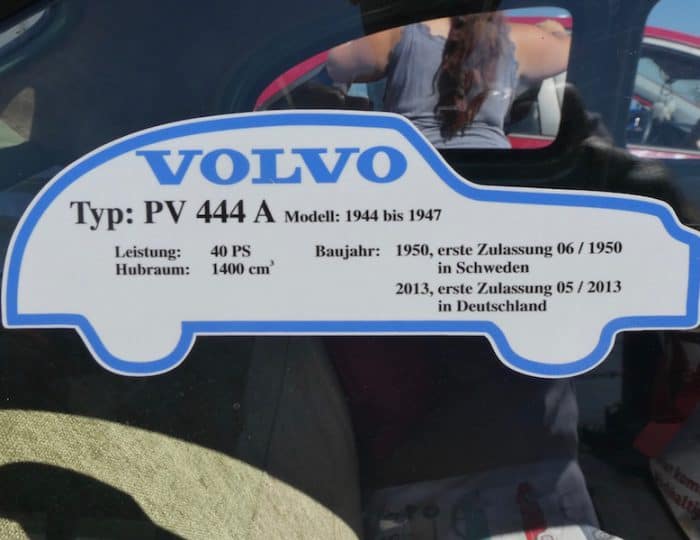 VOLVO
Typ: PV 444 A Modell: 1944 bis 1947
Leistung: 40 PS Baujahr: 1950, erste Zulassung 06 / 1950
Hubraum: 1400 cm³ in Schweden
2013, erste Zulassung 05 / 2013
in Deutschland